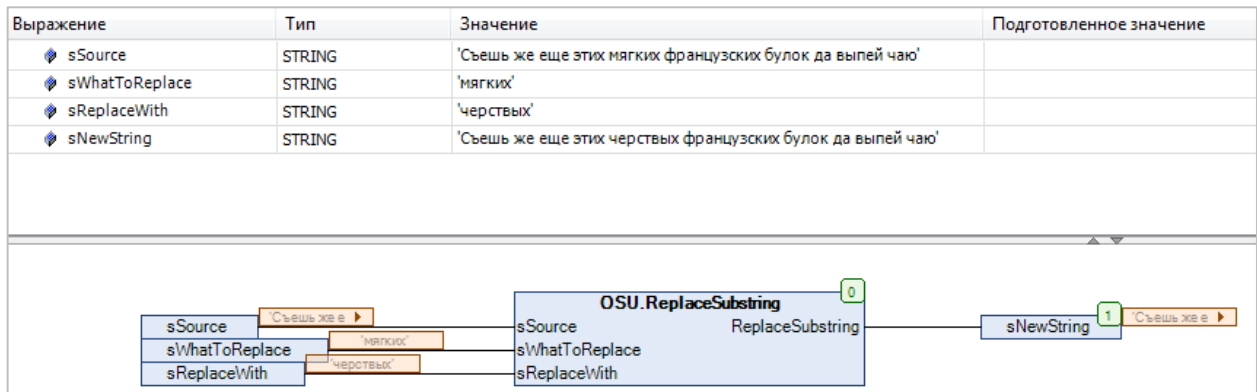 Выражение Тип Значение Подготовленное значение
sSource STRING 'Съешь же еще этих мягких французских булок да выпей чаю'
sWhatToReplace STRING 'мягких'
sReplaceWith STRING 'черствых'
sNewString STRING 'Съешь же еще этих черствых французских булок да выпей чаю'
OSU.ReplaceSubstring 0
sSource 'Съешь же е sSource ReplaceSubstring sNewString 1 'Съешь же е
sWhatToReplace 'мягких' sWhatToReplace
sReplaceWith 'черствых' sReplaceWith